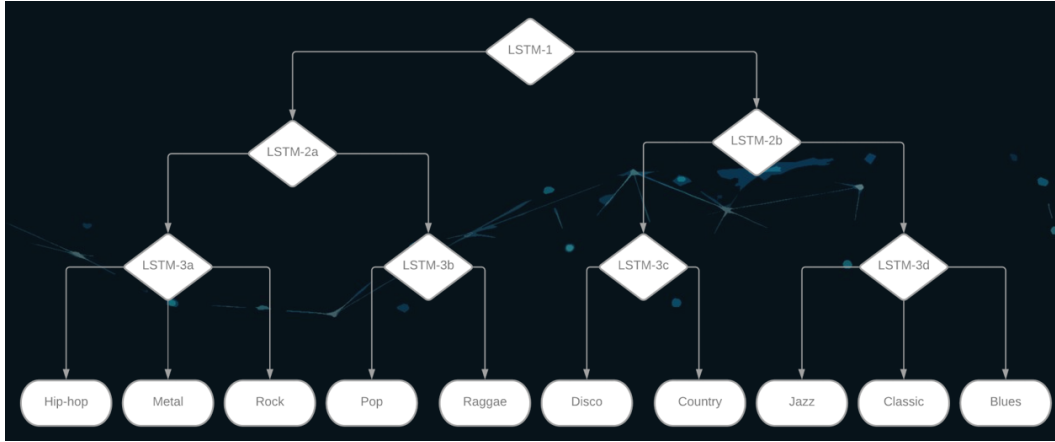 LSTM-1
LSTM-2a
LSTM-2b
LSTM-3a
LSTM-3b
LSTM-3c
LSTM-3d
Hip-hop
Metal
Rock
Pop
Raggae
Disco
Country
Jazz
Classic
Blues